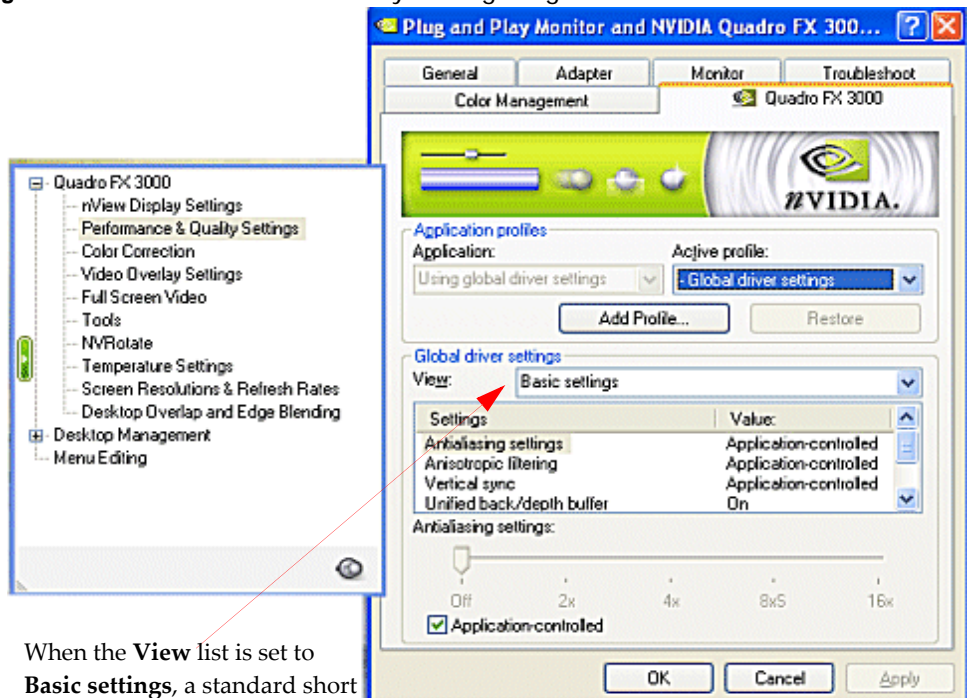 Plug and Play Monitor and NVIDIA Quadro FX 300...
General Adapter Monitor Troubleshoot
Color Management Quadro FX 3000
nVIDIA.
Quadro FX 3000
nView Display Settings
Performance & Quality Settings
Color Correction
Video Overlay Settings
Full Screen Video
Tools
NVRotate
Temperature Settings
Screen Resolutions & Refresh Rates
Desktop Overlap and Edge Blending
Desktop Management
Menu Editing
Application profiles
Application: Active profile:
Using global driver settings - Global driver settings
Add Profile... Restore
Global driver settings
View: Basic settings
Settings Value:
Antialiasing settings Application-controlled
Anisotropic filtering Application-controlled
Vertical sync Application-controlled
Unified back/depth buffer On
Antialiasing settings:
Off 2x 4x 8xS 16x
Application-controlled
OK Cancel Apply
When the View list is set to
Basic settings, a standard short